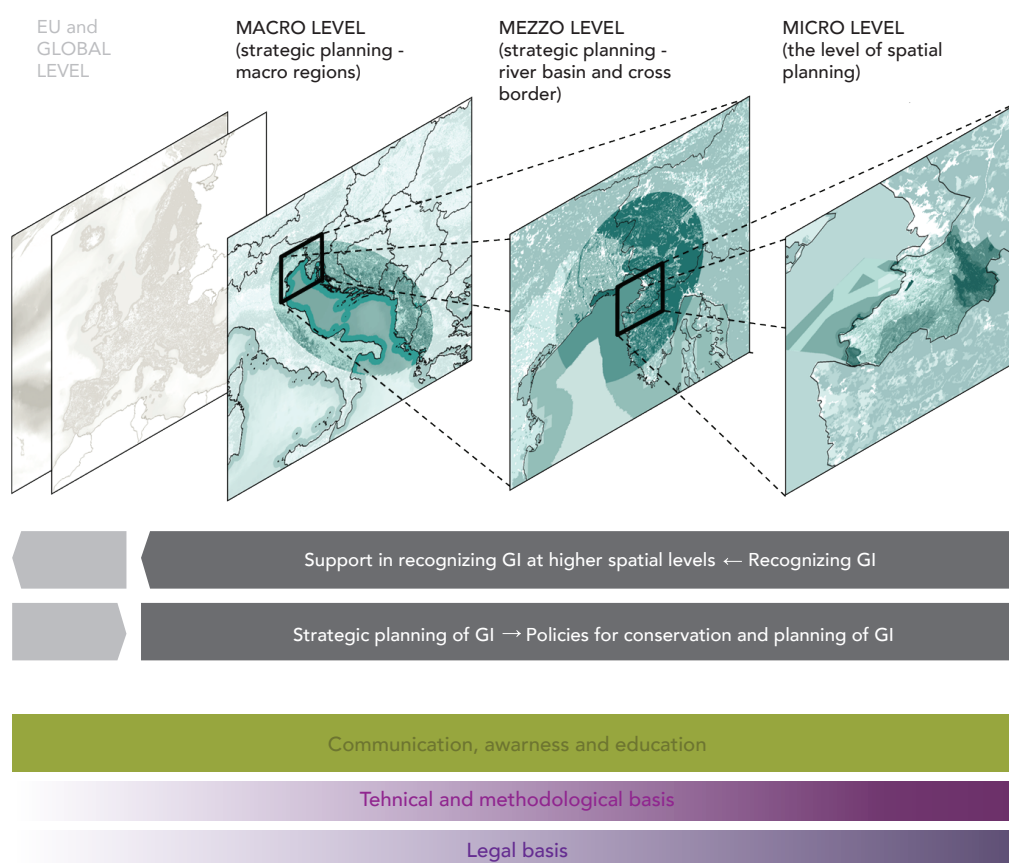 EU and
GLOBAL
LEVEL
MACRO LEVEL
(strategic planning -
macro regions)
MEZZO LEVEL
(strategic planning -
river basin and cross
border)
MICRO LEVEL
(the level of spatial
planning)
Support in recognizing GI at higher spatial levels ← Recognizing GI
Strategic planning of GI → Policies for conservation and planning of GI
Communication, awarness and education
Tehnical and methodological basis
Legal basis